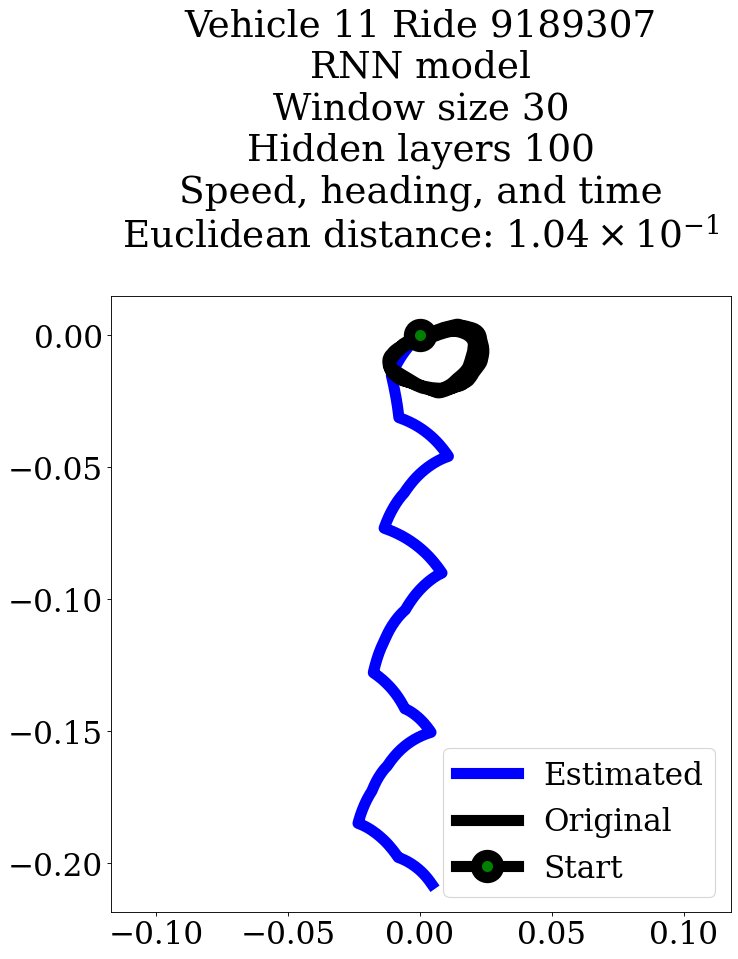 Vehicle 11 Ride 9189307
RNN model
Window size 30
Hidden layers 100
Speed, heading, and time
Euclidean distance: 1.04 × 10⁻¹
0.00
−0.05
−0.10
−0.15
−0.20
Estimated
Original
Start
−0.10 −0.05 0.00 0.05 0.10